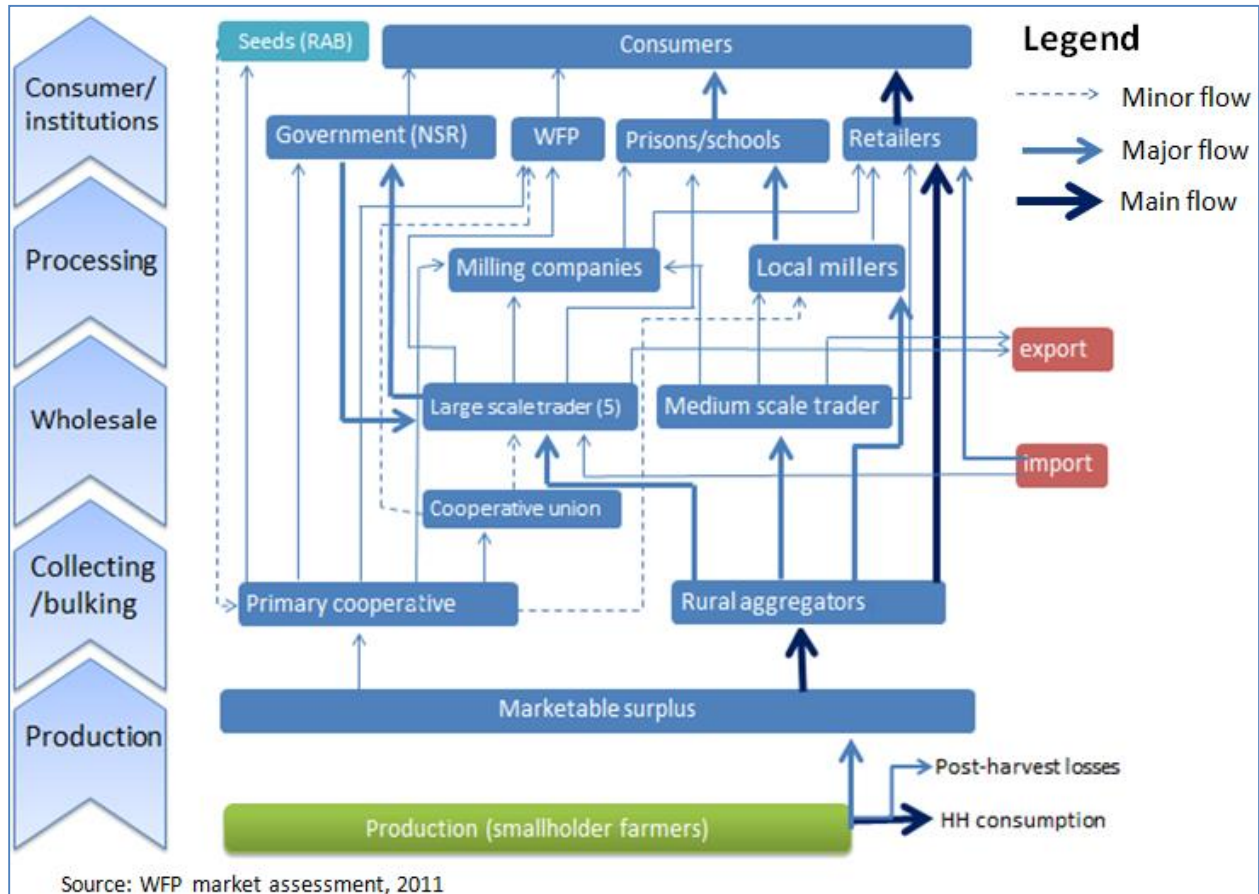 Seeds (RAB)
Consumers
Legend
Consumer/
institutions
Minor flow
Government (NSR)
WFP
Prisons/schools
Retailers
Major flow
Main flow
Processing
Milling companies
Local millers
export
Wholesale
Large scale trader (5)
Medium scale trader
import
Cooperative union
Collecting
/bulking
Primary cooperative
Rural aggregators
Marketable surplus
Production
Post-harvest losses
Production (smallholder farmers)
HH consumption
Source: WFP market assessment, 2011